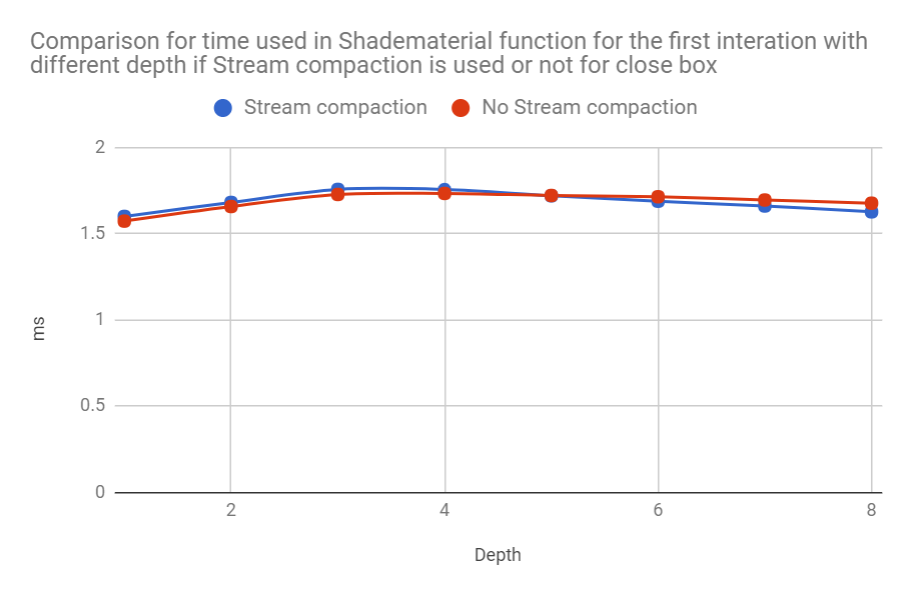 Comparison for time used in Shadematerial function for the first interation with
different depth if Stream compaction is used or not for close box
Stream compaction No Stream compaction
2
1.5
1
0.5
0
ms
2 4 6 8
Depth